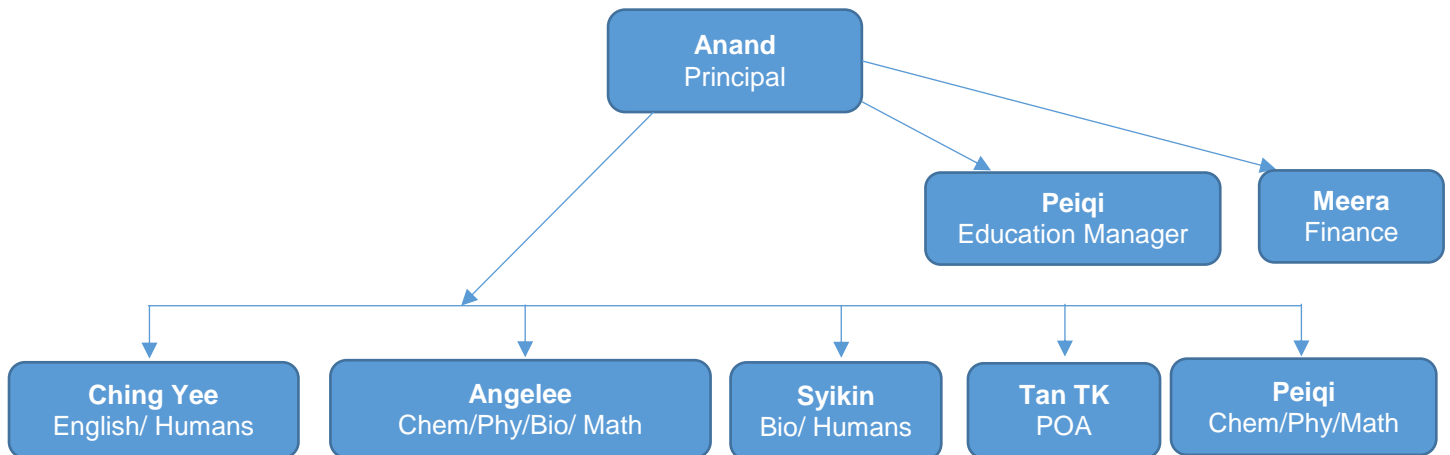 Anand
Principal
Peiqi
Education Manager
Meera
Finance
Ching Yee
English/ Humans
Angelee
Chem/Phy/Bio/ Math
Syikin
Bio/ Humans
Tan TK
POA
Peiqi
Chem/Phy/Math